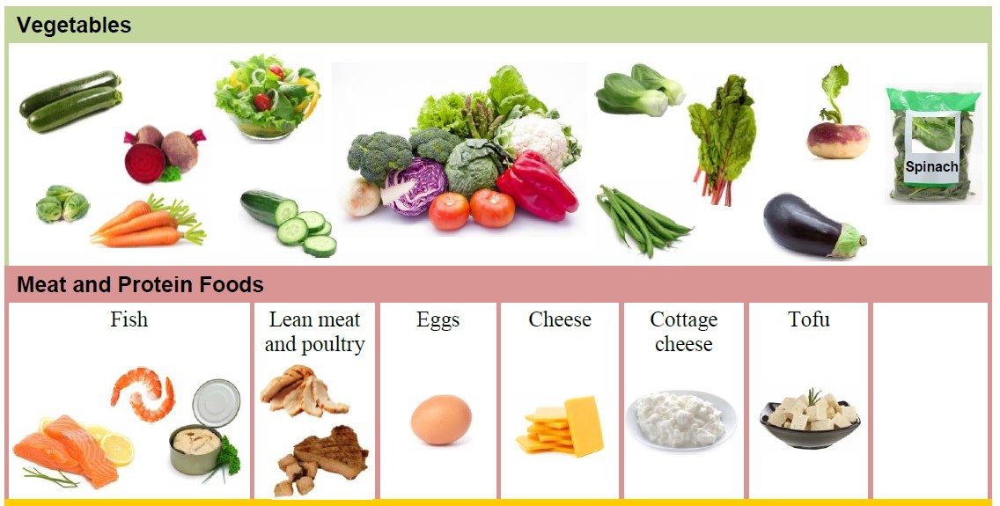 Vegetables
Spinach
Meat and Protein Foods
Fish
Lean meat
and poultry
Eggs
Cheese
Cottage
cheese
Tofu